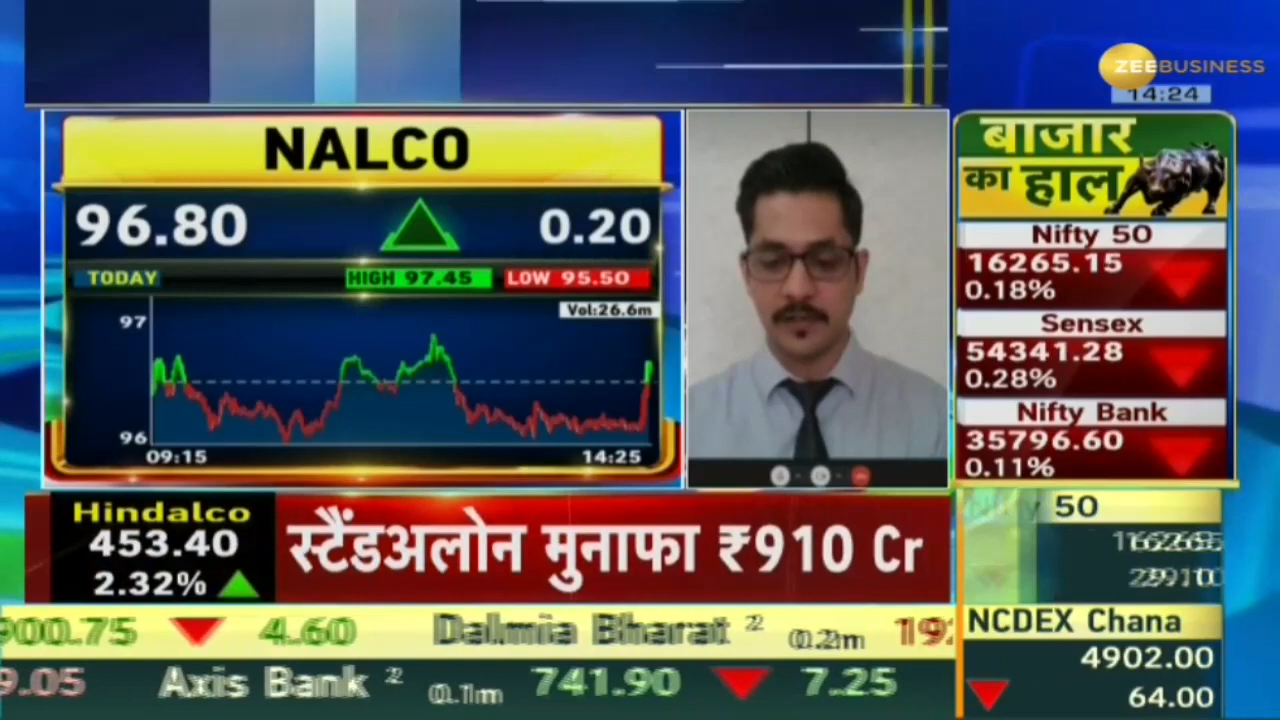 ZEEBUSINESS
14:24
NALCO
96.80 0.20
TODAY HIGH 97.45 LOW 95.50
Vol:26.6m
97
96
09:15 14:25
बाजार
का हाल
Nifty 50
16265.15
0.18%
Sensex
54341.28
0.28%
Nifty Bank
35796.60
0.11%
Hindalco
453.40
2.32%
स्टैंडअलोन मुनाफा ₹910 Cr
Nifty 50
NCDEX Chana
4902.00
64.00
900.75 4.60 Dalmia Bharat 0.2m
9.05 Axis Bank 0.1m 741.90 7.25